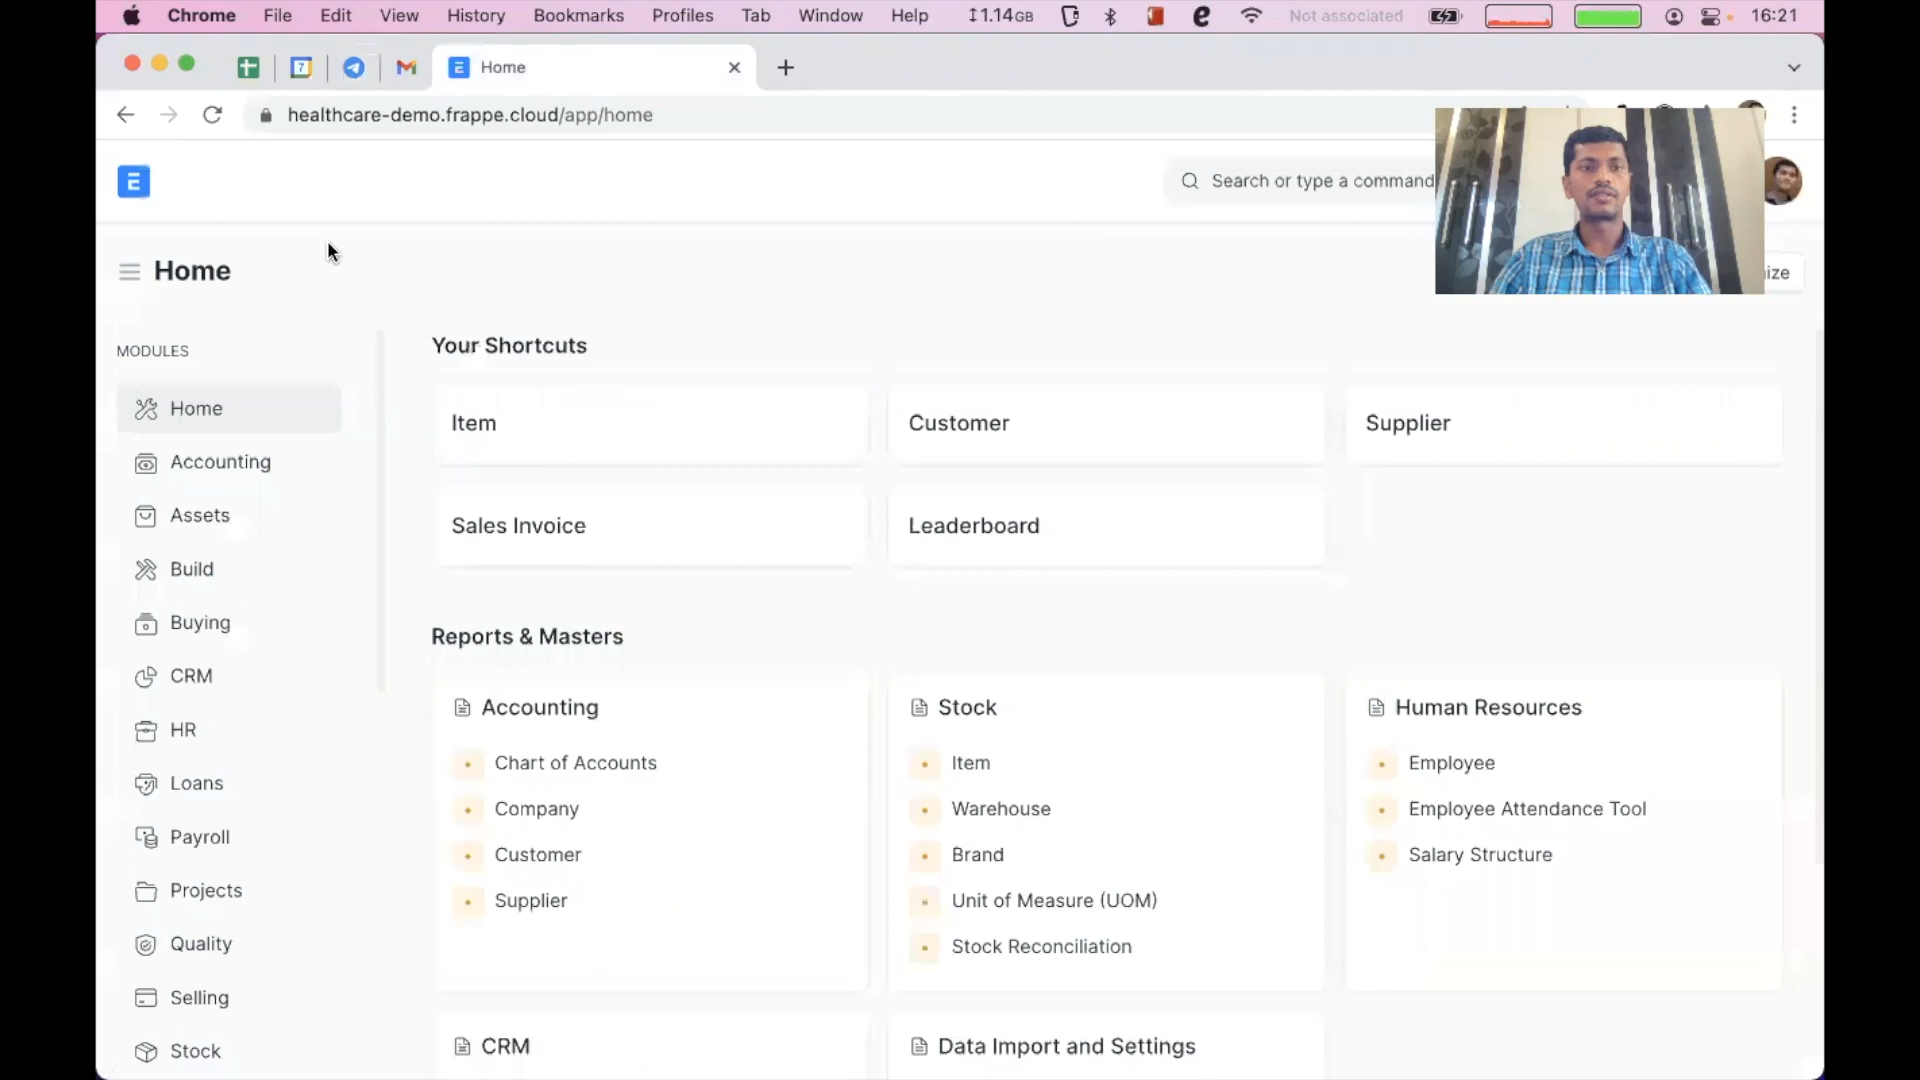 Chrome File Edit View History Bookmarks Profiles Tab Window Help 1.14GB Not associated 16:21
7 E Home
healthcare-demo.frappe.cloud/app/home
E Search or type a command
Home ize
MODULES
Home
Accounting
Assets
Build
Buying
CRM
HR
Loans
Payroll
Projects
Quality
Selling
Stock
Your Shortcuts
Item Customer Supplier
Sales Invoice Leaderboard
Reports & Masters
Accounting
Chart of Accounts
Company
Customer
Supplier
Stock
Item
Warehouse
Brand
Unit of Measure (UOM)
Stock Reconciliation
Human Resources
Employee
Employee Attendance Tool
Salary Structure
CRM
Data Import and Settings